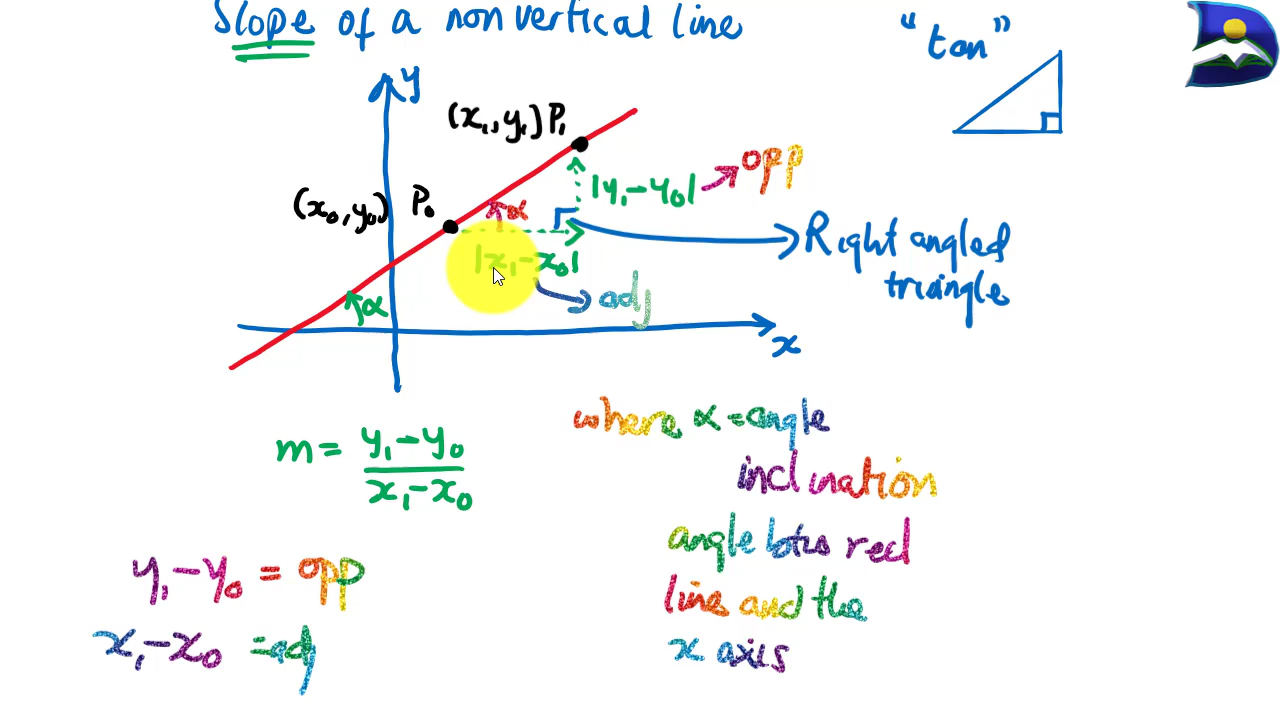 Slope of a nonvertical line
"tan"
y
(x₁, y₁) P₁
|y₁-y₀| opp
(x₀, y₀) P₀
α
Right angled
triangle
|x₁-x₀|
adj
α
x
m = y₁-y₀
x₁-x₀
where α = angle
inclination
angle btw red
line and the
x axis
y₁-y₀ = opp
x₁-x₀ = adj